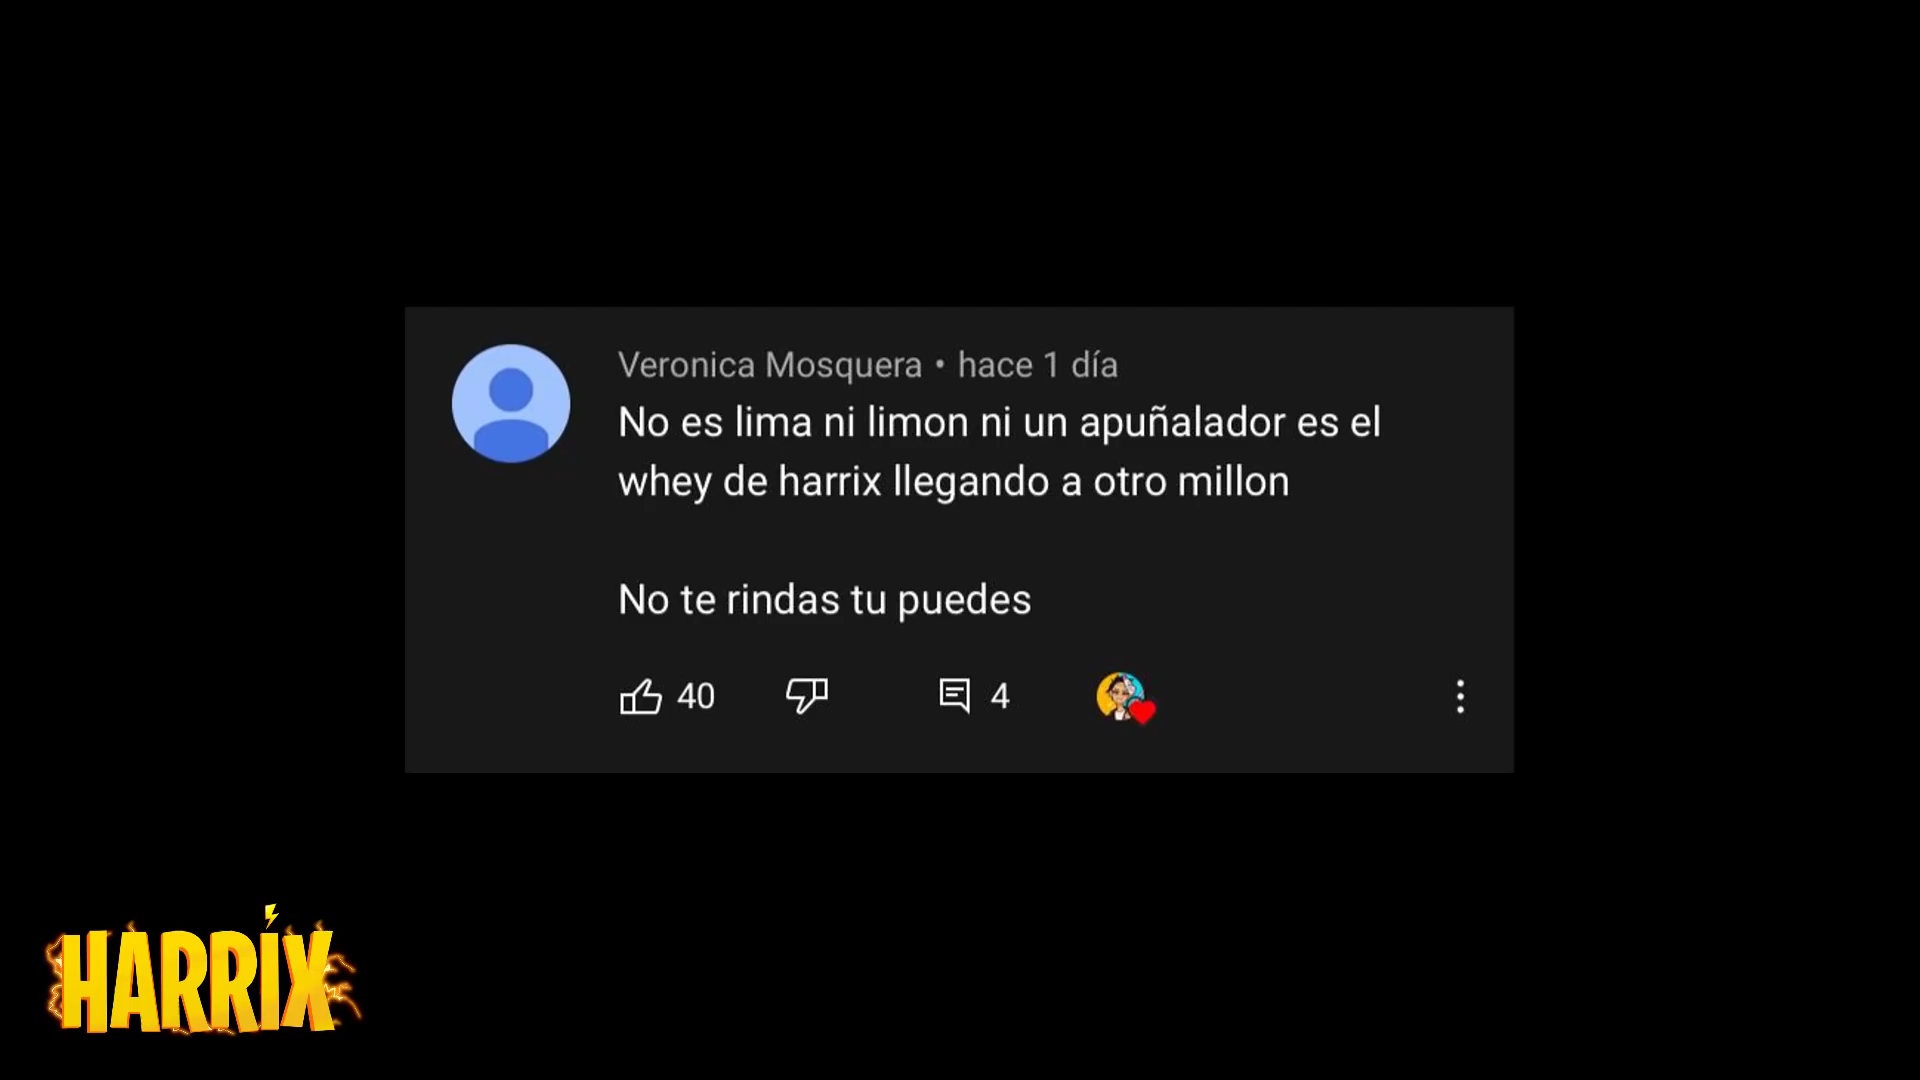 Veronica Mosquera • hace 1 día
No es lima ni limon ni un apuñalador es el
whey de harrix llegando a otro millon
No te rindas tu puedes
40
4
HARRIX